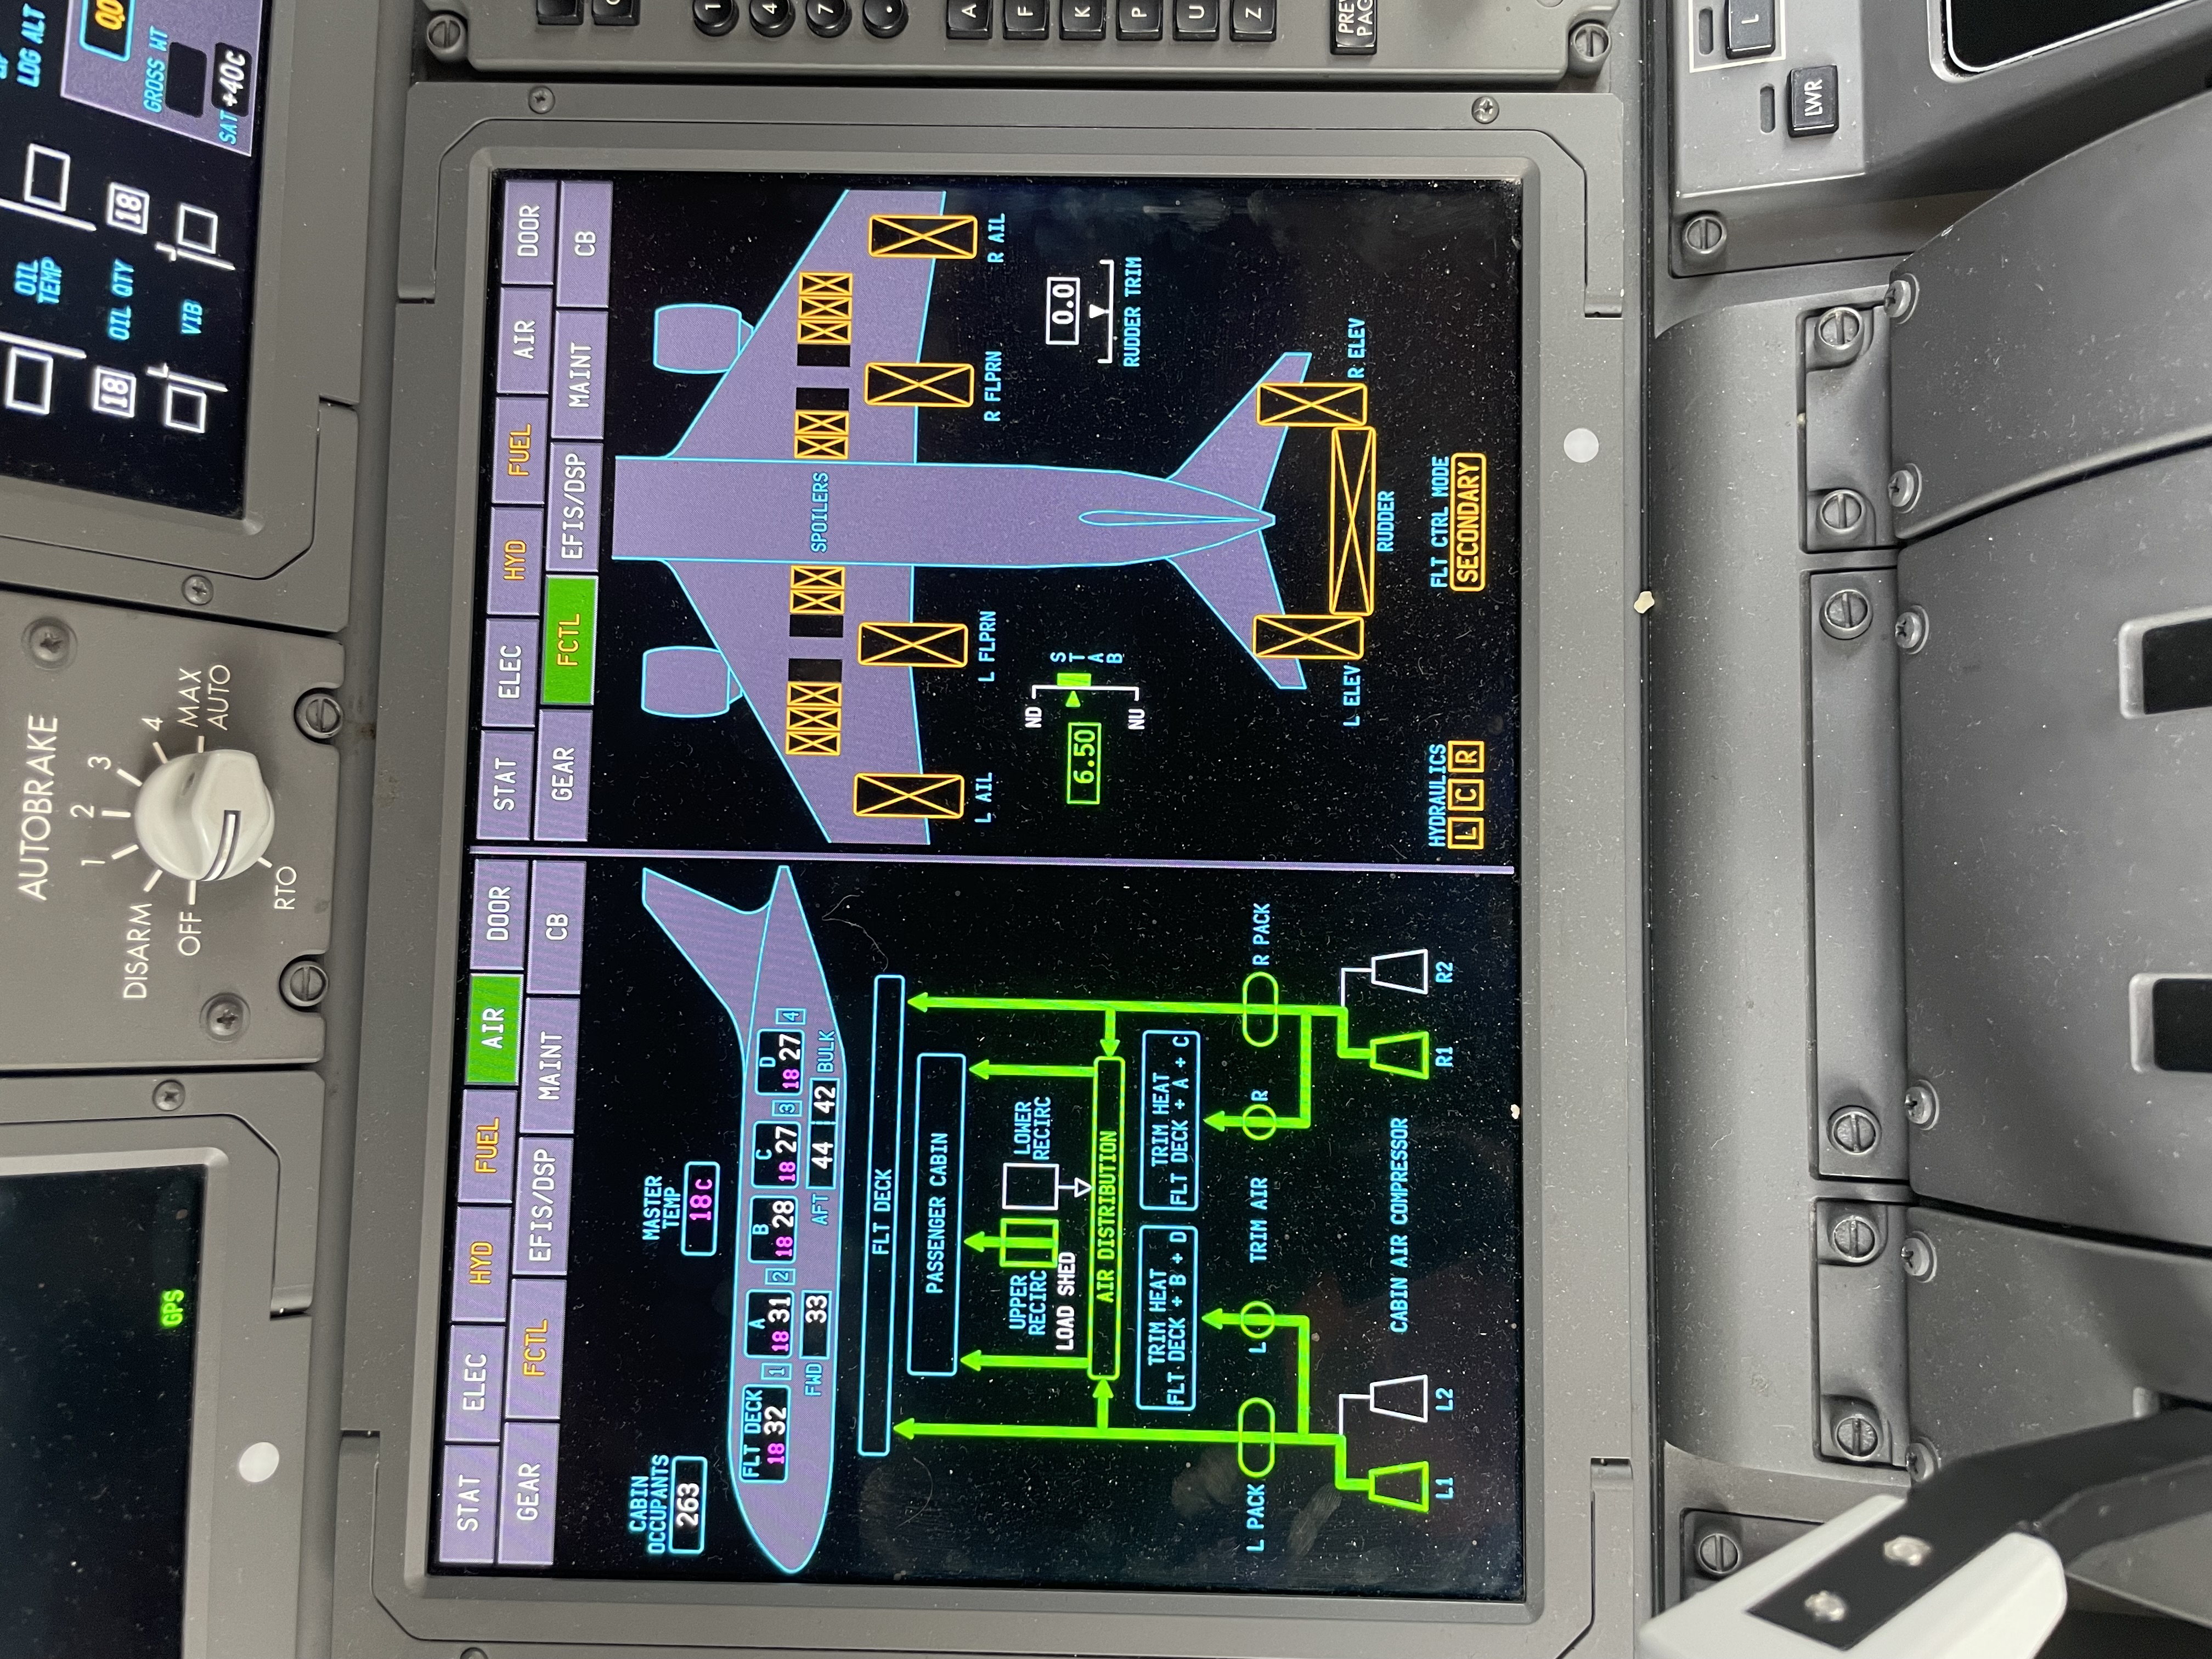 AUTOBRAKE
1 2 3
DISARM 4
OFF MAX
AUTO
RTO
GPS
OIL
TEMP
LDG ALT
18 OIL QTY 18
GROSS WT
VIB
SAT +40c
STAT ELEC HYD FUEL AIR DOOR
GEAR FCTL EFIS/DSP MAINT CB
CABIN
OCCUPANTS
263
MASTER
TEMP
18c
FLT DECK A B C D
18 32 1 18 31 2 18 28 18 27 3 18 27 4
FWD 33 AFT 44 42 BULK
FLT DECK
PASSENGER CABIN
UPPER
RECIRC
LOWER
RECIRC
LOAD SHED
AIR DISTRIBUTION
TRIM HEAT
FLT DECK + B + D
TRIM HEAT
FLT DECK + A + C
L PACK L TRIM AIR R R PACK
CABIN AIR COMPRESSOR
L1 L2 R1 R2
STAT ELEC HYD FUEL AIR DOOR
GEAR FCTL EFIS/DSP MAINT CB
SPOILERS
L AIL L FLPRN R FLPRN R AIL
ND
6.50
STAB
NU
0.0
RUDDER TRIM
L ELEV R ELEV
RUDDER
HYDRAULICS
L C R
FLT CTRL MODE
SECONDARY
1
4
7
.
A
F
K
P
U
Z
L
LWR